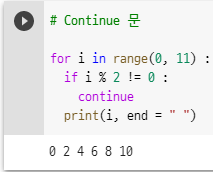 # Continue 문
for i in range(0, 11) :
  if i % 2 != 0 :
    continue
  print(i, end = " ")
0 2 4 6 8 10